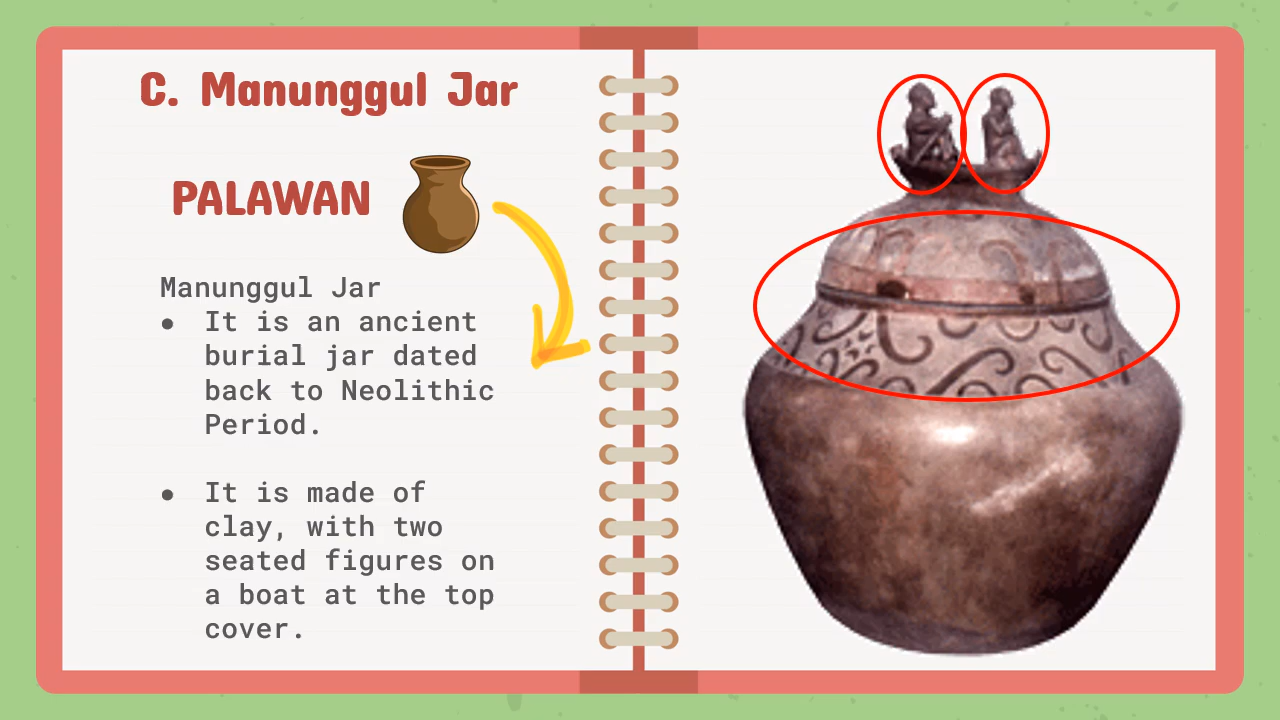 C. Manunggul Jar
PALAWAN
Manunggul Jar
● It is an ancient
burial jar dated
back to Neolithic
Period.
● It is made of
clay, with two
seated figures on
a boat at the top
cover.